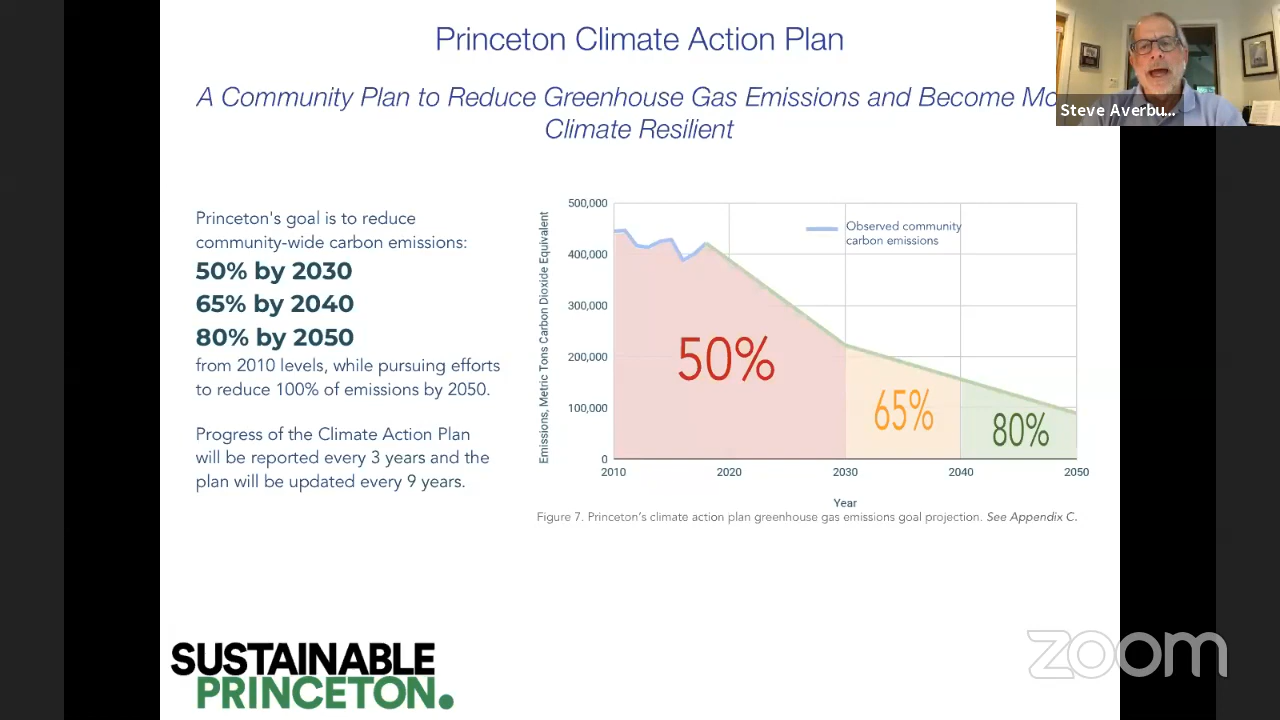 Princeton Climate Action Plan
A Community Plan to Reduce Greenhouse Gas Emissions and Become Mo
Climate Resilient
Steve Averbu...
Princeton's goal is to reduce
community-wide carbon emissions:
50% by 2030
65% by 2040
80% by 2050
from 2010 levels, while pursuing efforts
to reduce 100% of emissions by 2050.
Progress of the Climate Action Plan
will be reported every 3 years and the
plan will be updated every 9 years.
Emissions, Metric Tons Carbon Dioxide Equivalent
500,000
400,000
300,000
200,000
100,000
0
Observed community
carbon emissions
50%
65%
80%
2010 2020 2030 2040 2050
Year
Figure 7. Princeton's climate action plan greenhouse gas emissions goal projection. See Appendix C.
SUSTAINABLE
PRINCETON.
zoom